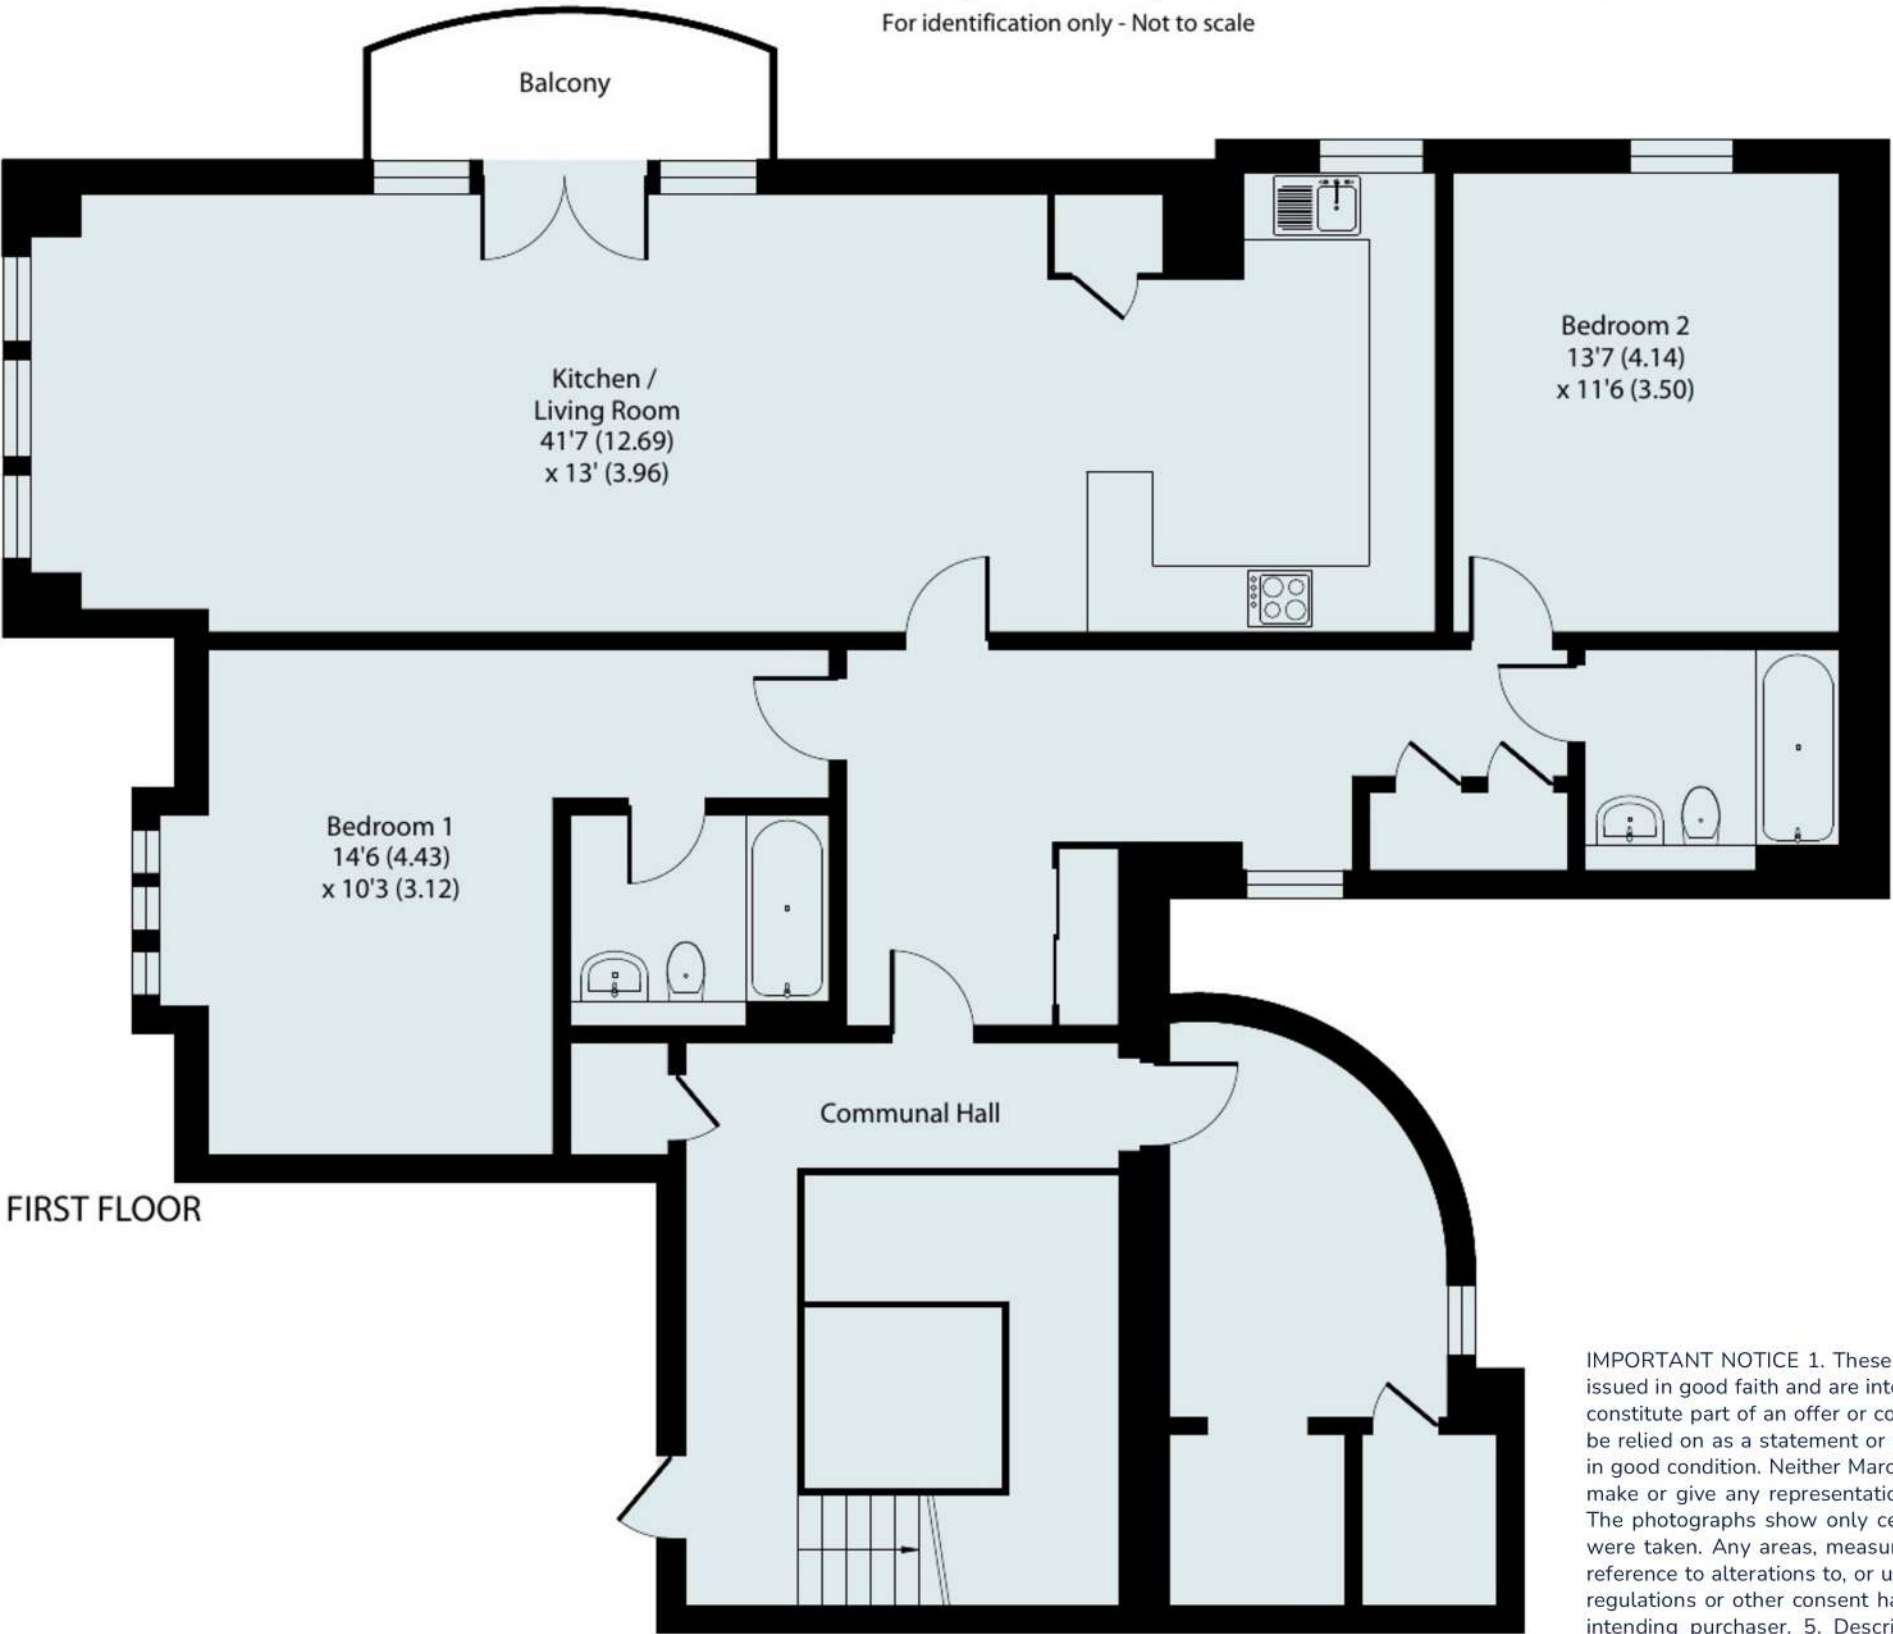 For identification only - Not to scale
Balcony
Kitchen /
Living Room
41'7 (12.69)
x 13' (3.96)
Bedroom 2
13'7 (4.14)
x 11'6 (3.50)
Bedroom 1
14'6 (4.43)
x 10'3 (3.12)
Communal Hall
FIRST FLOOR
IMPORTANT NOTICE 1. These
issued in good faith and are
constitute part of an offer or
be relied on as a statement or
in good condition. Neither
make or give any
The photographs show only
were taken. Any areas,
reference to alterations to, or
regulations or other consent
intending purchaser. 5.